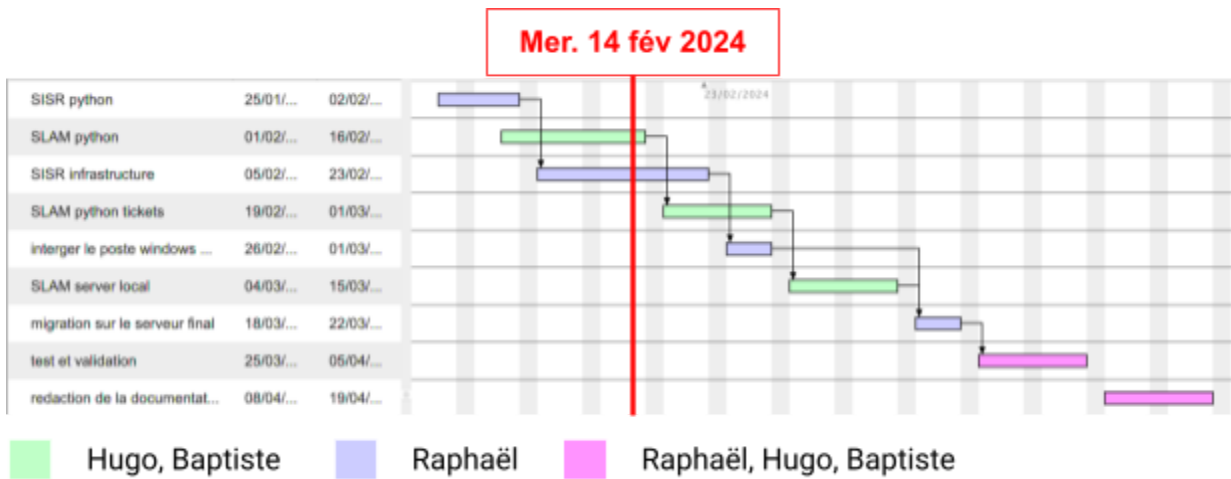 Mer. 14 fév 2024
23/02/2024
SISR python 25/01/... 02/02/...
SLAM python 01/02/... 16/02/...
SISR infrastructure 05/02/... 23/02/...
SLAM python tickets 19/02/... 01/03/...
interger le poste windows ... 26/02/... 01/03/...
SLAM server local 04/03/... 15/03/...
migration sur le serveur final 18/03/... 22/03/...
test et validation 25/03/... 05/04/...
redaction de la documentat... 08/04/... 19/04/...
Hugo, Baptiste Raphaël Raphaël, Hugo, Baptiste